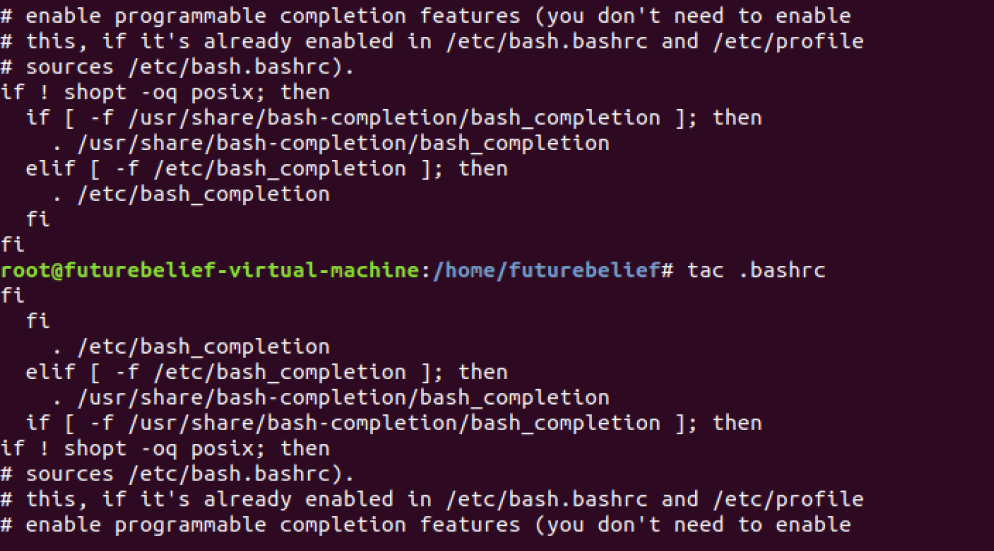 # enable programmable completion features (you don't need to enable
# this, if it's already enabled in /etc/bash.bashrc and /etc/profile
# sources /etc/bash.bashrc).
if ! shopt -oq posix; then
  if [ -f /usr/share/bash-completion/bash_completion ]; then
    . /usr/share/bash-completion/bash_completion
  elif [ -f /etc/bash_completion ]; then
    . /etc/bash_completion
  fi
fi
root@futurebelief-virtual-machine:/home/futurebelief# tac .bashrc
fi
  fi
    . /etc/bash_completion
  elif [ -f /etc/bash_completion ]; then
    . /usr/share/bash-completion/bash_completion
  if [ -f /usr/share/bash-completion/bash_completion ]; then
if ! shopt -oq posix; then
# sources /etc/bash.bashrc).
# this, if it's already enabled in /etc/bash.bashrc and /etc/profile
# enable programmable completion features (you don't need to enable